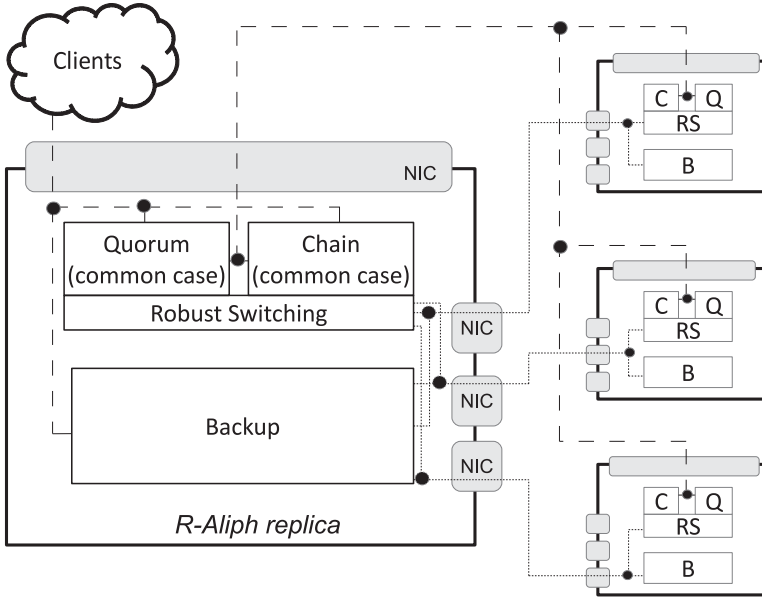 Clients
NIC
Quorum
(common case)
Chain
(common case)
Robust Switching
NIC
NIC
Backup
NIC
R-Aliph replica
C
Q
RS
B
C
Q
RS
B
C
Q
RS
B